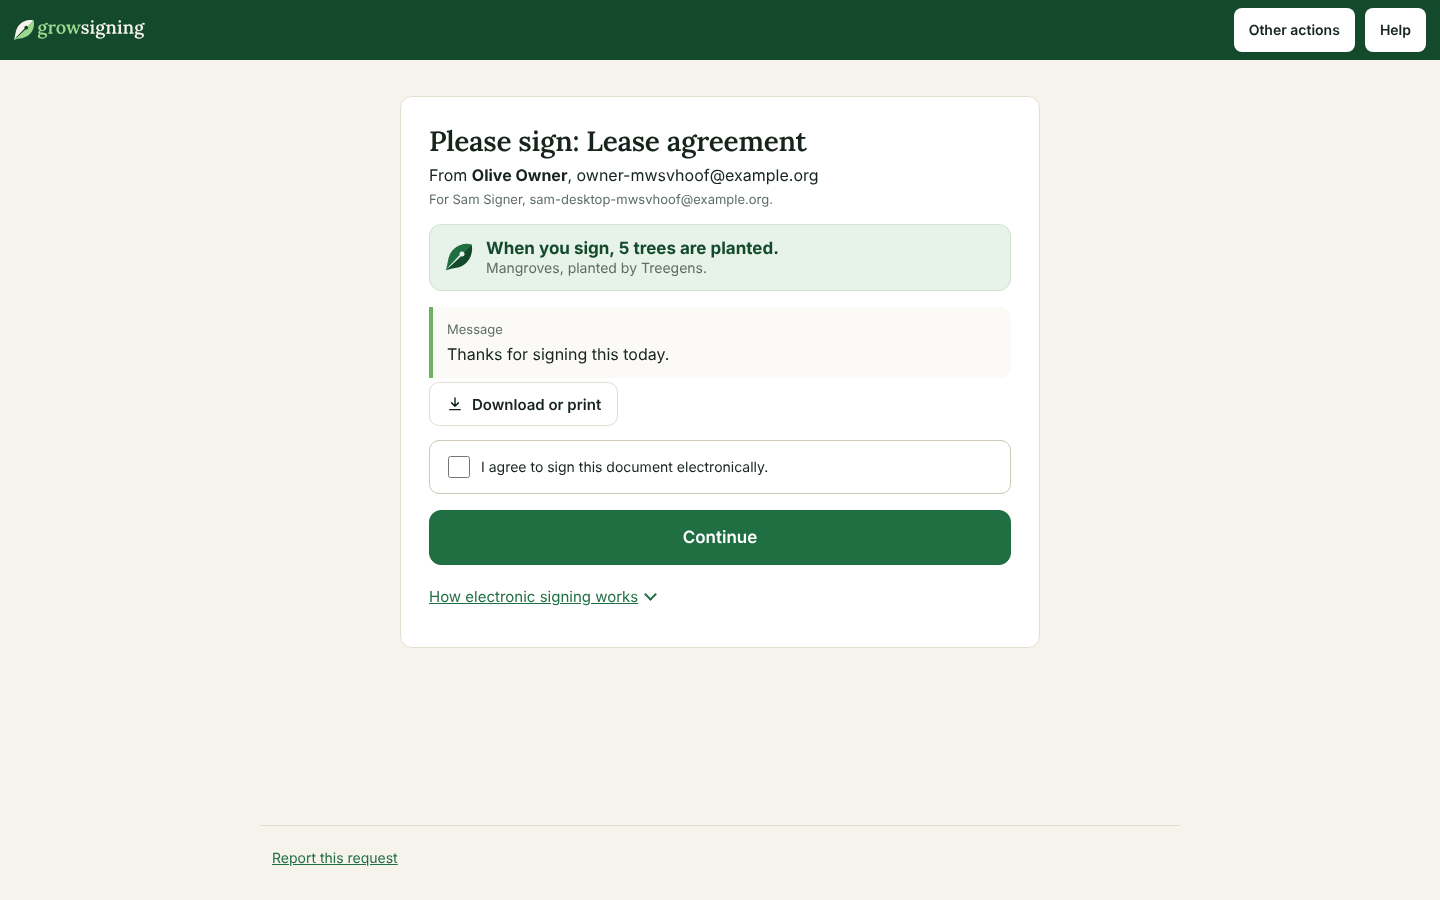 growsigning
Other actions
Help
Please sign: Lease agreement
From Olive Owner, owner-mwsvhoof@example.org
For Sam Signer, sam-desktop-mwsvhoof@example.org.
When you sign, 5 trees are planted.
Mangroves, planted by Treegens.
Message
Thanks for signing this today.
Download or print
I agree to sign this document electronically.
Continue
How electronic signing works
Report this request